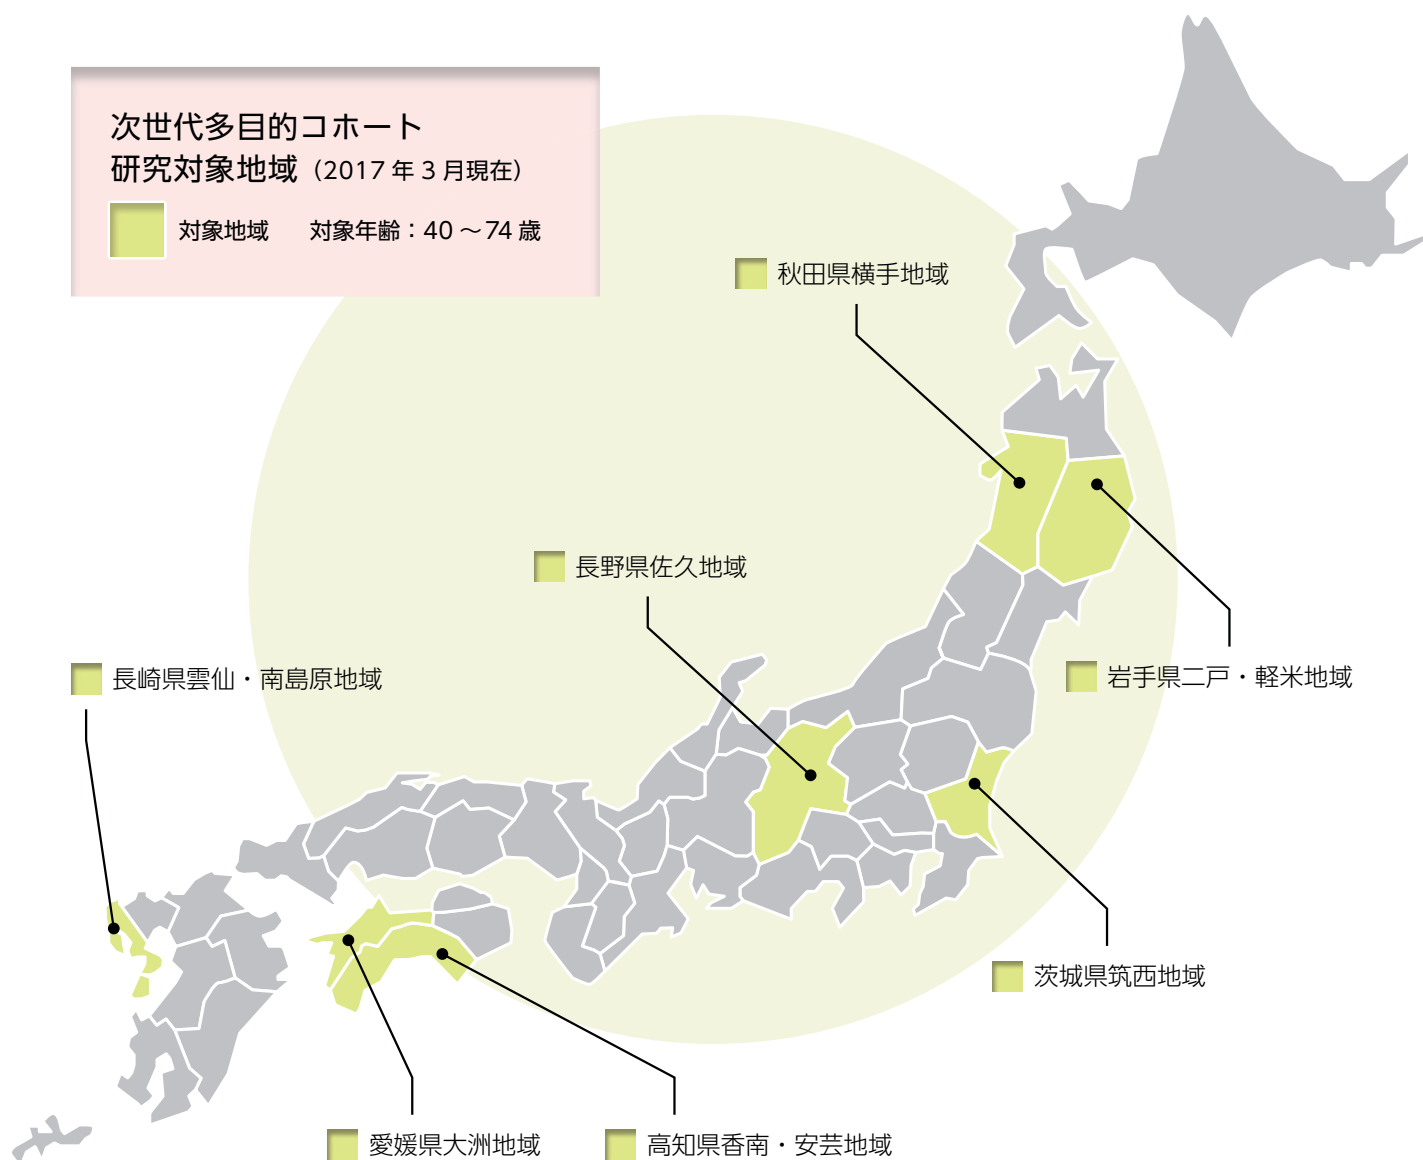 次世代多目的コホート
研究対象地域（2017 年 3 月現在）
対象地域　対象年齢：40 ～74 歳
秋田県横手地域
長野県佐久地域
長崎県雲仙・南島原地域
岩手県二戸・軽米地域
茨城県筑西地域
愛媛県大洲地域
高知県香南・安芸地域